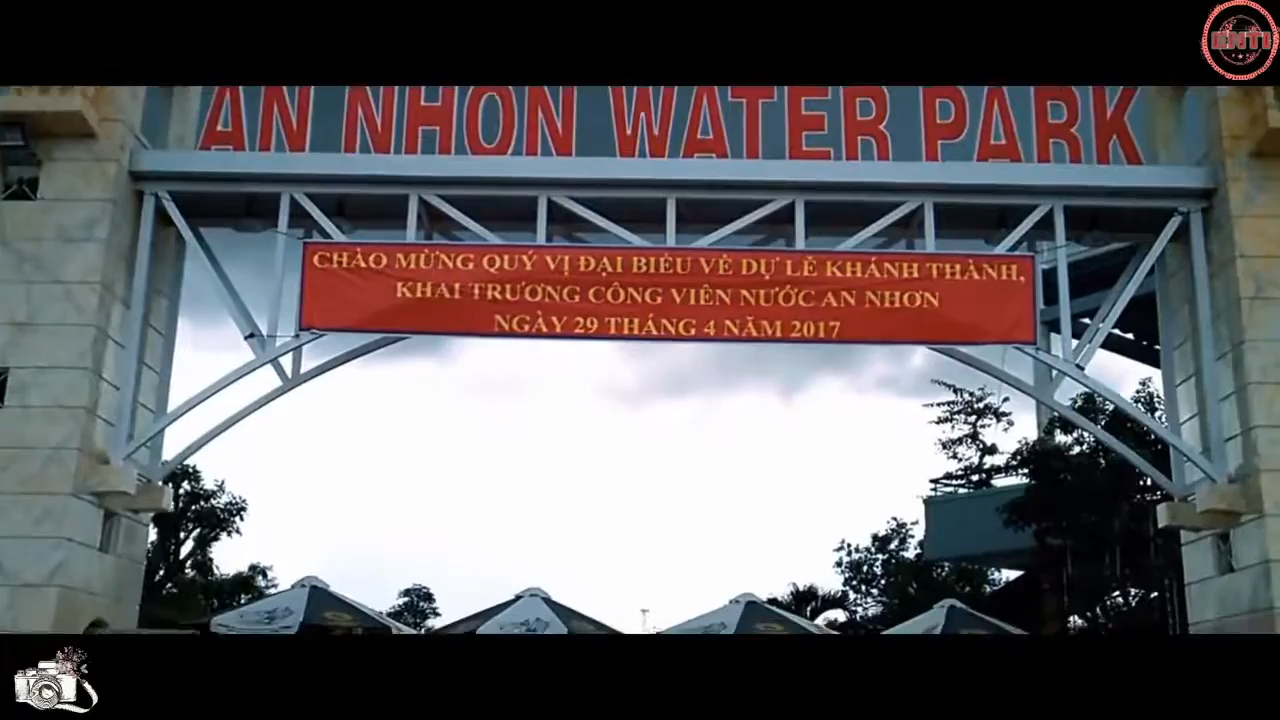 AN NHON WATER PARK
CHÀO MỪNG QUÝ VỊ ĐẠI BIỂU VỀ DỰ LỄ KHÁNH THÀNH,
KHAI TRƯƠNG CÔNG VIÊN NƯỚC AN NHƠN
NGÀY 29 THÁNG 4 NĂM 2017